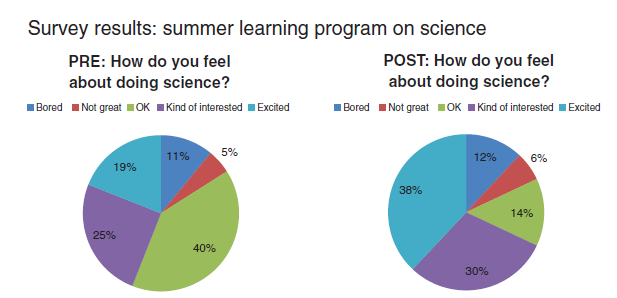 Survey results: summer learning program on science
PRE: How do you feel
about doing science?
Bored Not great OK Kind of interested Excited
11%
5%
40%
25%
19%
POST: How do you feel
about doing science?
Bored Not great OK Kind of interested Excited
12%
6%
14%
30%
38%